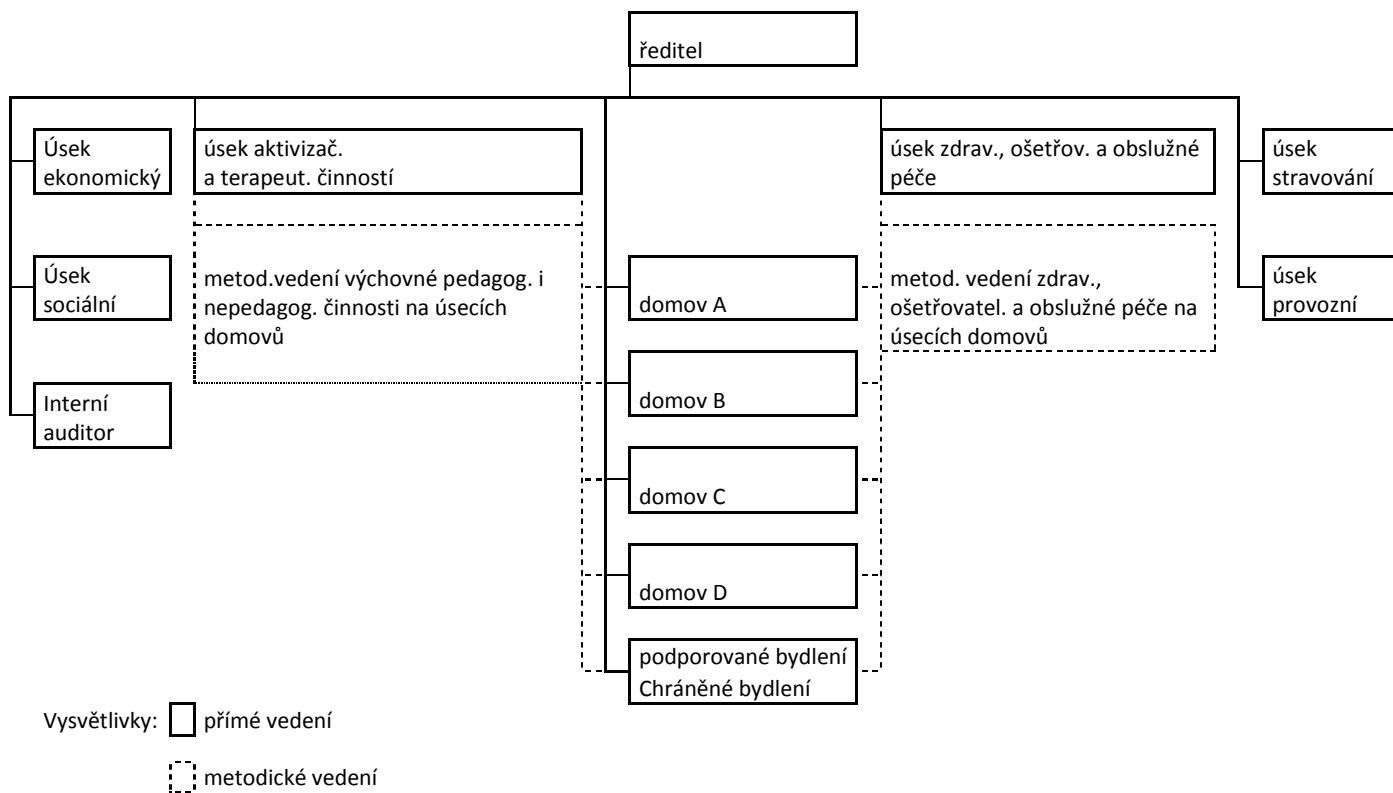 ředitel
Úsek
ekonomický
úsek aktivizač.
a terapeut. činností
úsek zdrav., ošetřov. a obslužné
péče
úsek
stravování
Úsek
sociální
metod.vedení výchovné pedagog. i
nepedagog. činnosti na úsecích
domovů
domov A
metod. vedení zdrav.,
ošetřovatel. a obslužné péče na
úsecích domovů
úsek
provozní
Interní
auditor
domov B
domov C
domov D
podporované bydlení
Chráněné bydlení
Vysvětlivky:
přímé vedení
metodické vedení